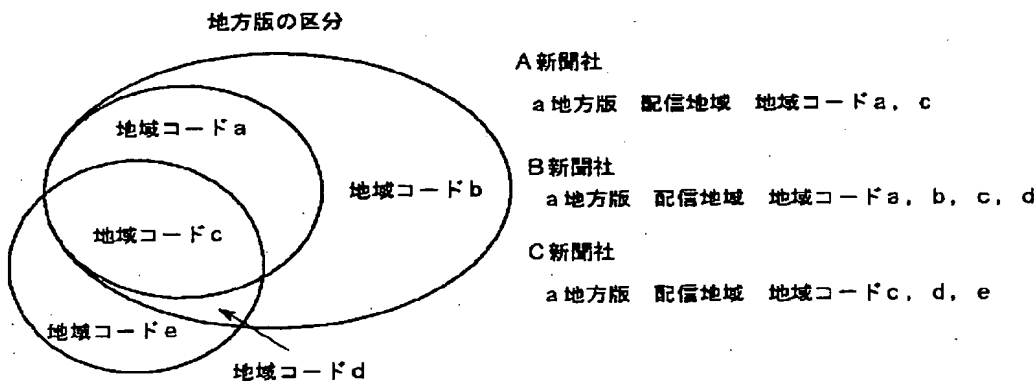 地方版の区分
地域コードa
地域コードb
地域コードc
地域コードe
地域コードd
A新聞社
a地方版 配信地域 地域コードa，c
B新聞社
a地方版 配信地域 地域コードa，b，c，d
C新聞社
a地方版 配信地域 地域コードc，d，e